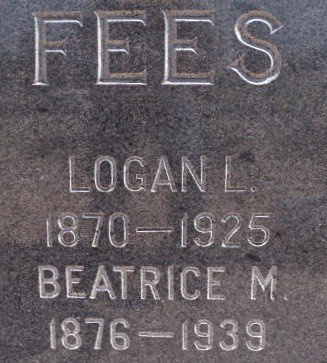 FEES
LOGAN L.
1870—1925
BEATRICE M.
1876—1939